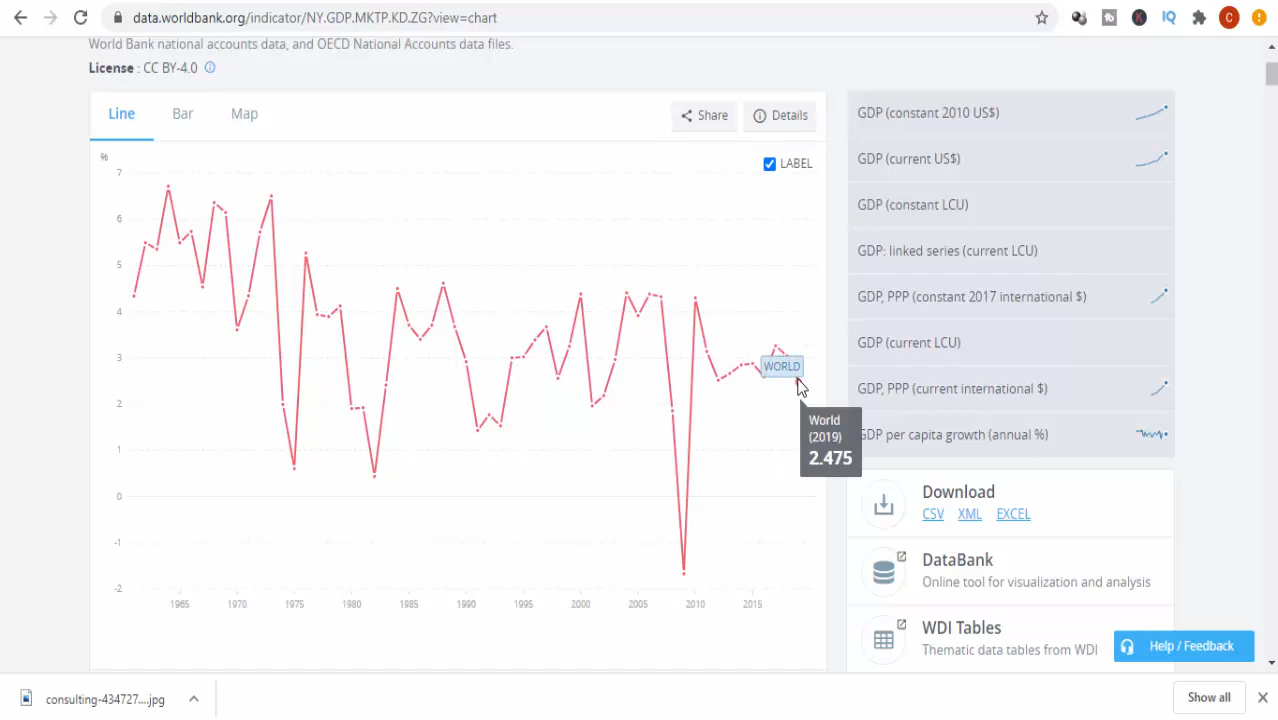 data.worldbank.org/indicator/NY.GDP.MKTP.KD.ZG?view=chart
World Bank national accounts data, and OECD National Accounts data files.
License : CC BY-4.0
Line Bar Map Share Details
%
LABEL
7
6
5
4
3
2
1
0
-1
-2
1965 1970 1975 1980 1985 1990 1995 2000 2005 2010 2015
WORLD
World
(2019)
2.475
GDP (constant 2010 US$)
GDP (current US$)
GDP (constant LCU)
GDP: linked series (current LCU)
GDP, PPP (constant 2017 international $)
GDP (current LCU)
GDP, PPP (current international $)
GDP per capita growth (annual %)
Download
CSV XML EXCEL
DataBank
Online tool for visualization and analysis
WDI Tables
Thematic data tables from WDI
Help / Feedback
consulting-434727....jpg
Show all